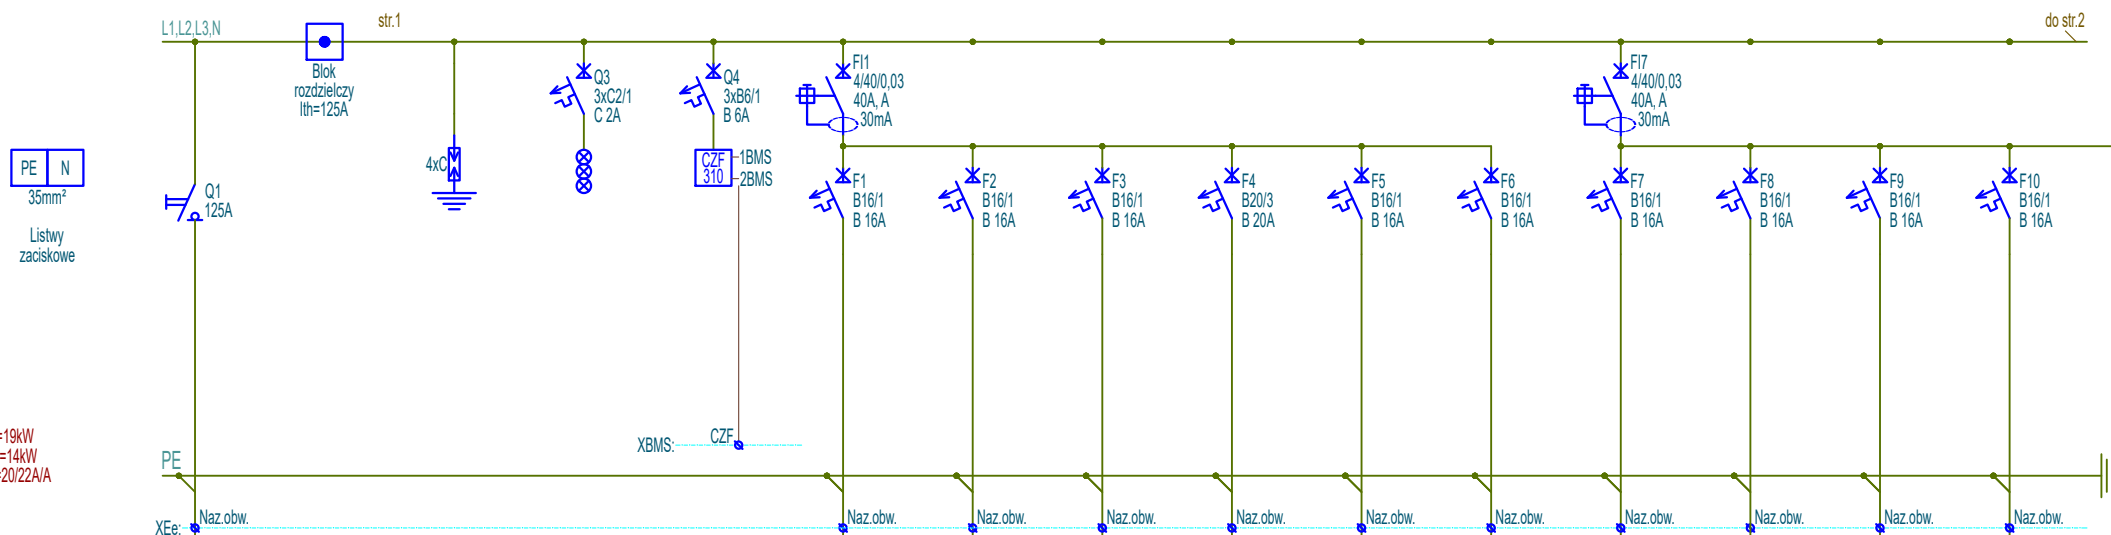 L1,L2,L3,N
str.1
do str.2
Blok
rozdzielczy
Ith=125A
Q3
3xC2/1
C 2A
Q4
3xB6/1
B 6A
FI1
4/40/0,03
40A, A
30mA
FI7
4/40/0,03
40A, A
30mA
PE N
35mm²
Listwy
zaciskowe
Q1
125A
4xC
CZF
310
1BMS
2BMS
F1
B16/1
B 16A
F2
B16/1
B 16A
F3
B16/1
B 16A
F4
B20/3
B 20A
F5
B16/1
B 16A
F6
B16/1
B 16A
F7
B16/1
B 16A
F8
B16/1
B 16A
F9
B16/1
B 16A
F10
B16/1
B 16A
=19kW
=14kW
=20/22A/A
XBMS: CZF
PE
XEe: Naz.obw. Naz.obw. Naz.obw. Naz.obw. Naz.obw. Naz.obw. Naz.obw. Naz.obw. Naz.obw. Naz.obw. Naz.obw.